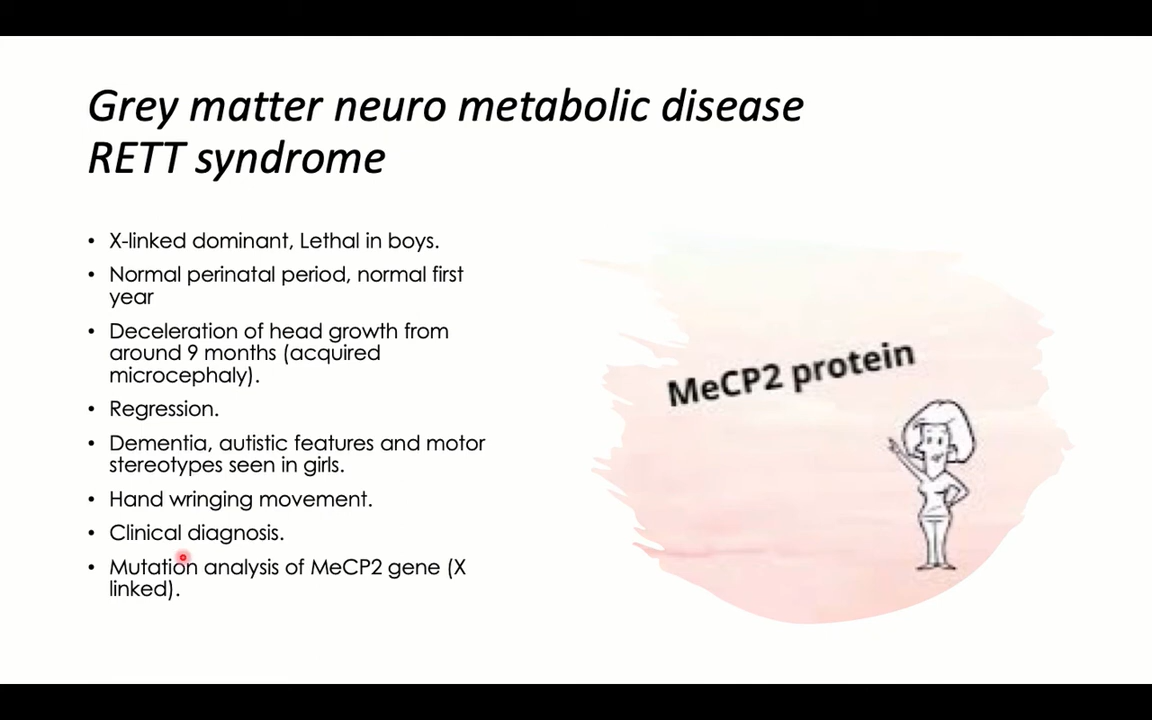 Grey matter neuro metabolic disease
RETT syndrome
• X-linked dominant, Lethal in boys.
• Normal perinatal period, normal first
year
• Deceleration of head growth from
around 9 months (acquired
microcephaly).
• Regression.
• Dementia, autistic features and motor
stereotypes seen in girls.
• Hand wringing movement.
• Clinical diagnosis.
• Mutation analysis of MeCP2 gene (X
linked).
MeCP2 protein